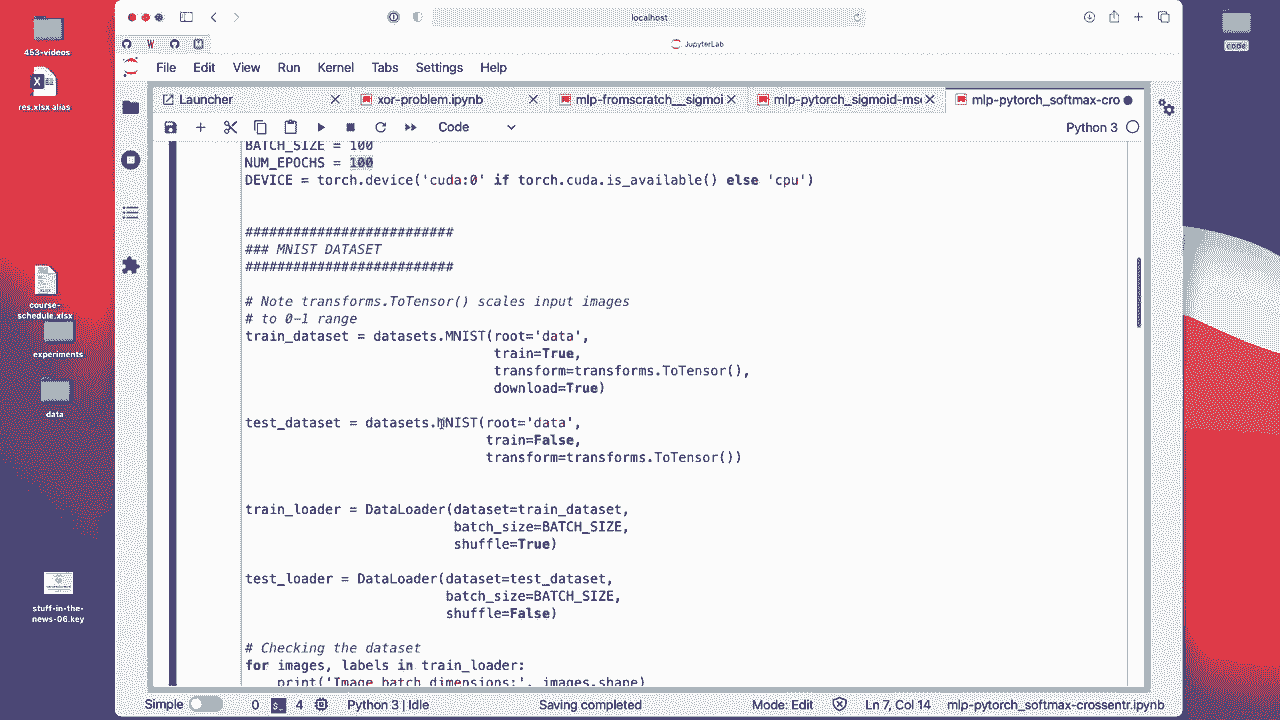 453-videos
res.xlsx alias
course-
schedule.xlsx
experiments
data
stuff-in-the-
news-06.key
code
localhost
JupyterLab
File Edit View Run Kernel Tabs Settings Help
Launcher
xor-problem.ipynb
mlp-fromscratch__sigmoi
mlp-pytorch_sigmoid-ms
mlp-pytorch_softmax-cro
Code
Python 3
BATCH_SIZE = 100
NUM_EPOCHS = 100
DEVICE = torch.device('cuda:0' if torch.cuda.is_available() else 'cpu')
##########################
### MNIST DATASET
##########################
# Note transforms.ToTensor() scales input images
# to 0-1 range
train_dataset = datasets.MNIST(root='data',
train=True,
transform=transforms.ToTensor(),
download=True)
test_dataset = datasets.MNIST(root='data',
train=False,
transform=transforms.ToTensor())
train_loader = DataLoader(dataset=train_dataset,
batch_size=BATCH_SIZE,
shuffle=True)
test_loader = DataLoader(dataset=test_dataset,
batch_size=BATCH_SIZE,
shuffle=False)
# Checking the dataset
for images, labels in train_loader:
print('Image batch dimensions:', images.shape)
Simple 0 4 Python 3 | Idle Saving completed Mode: Edit Ln 7, Col 14 mlp-pytorch_softmax-crossentr.ipynb